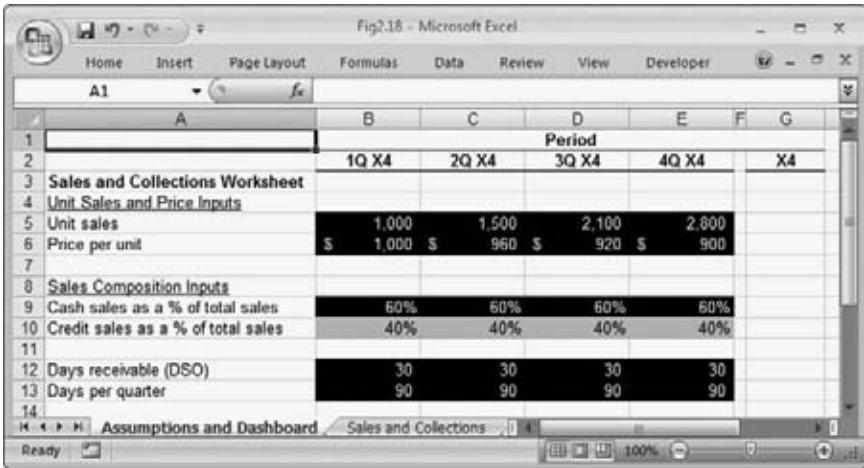 Fig2.18 - Microsoft Excel
Home Insert Page Layout Formulas Data Review View Developer
A1 fx
A B C D E F G
1 Period
2 1Q X4 2Q X4 3Q X4 4Q X4 X4
3 Sales and Collections Worksheet
4 Unit Sales and Price Inputs
5 Unit sales 1,000 1,500 2,100 2,800
6 Price per unit $ 1,000 $ 960 $ 920 $ 900
7
8 Sales Composition Inputs
9 Cash sales as a % of total sales 60% 60% 60% 60%
10 Credit sales as a % of total sales 40% 40% 40% 40%
11
12 Days receivable (DSO) 30 30 30 30
13 Days per quarter 90 90 90 90
14
Assumptions and Dashboard Sales and Collections
Ready 100%